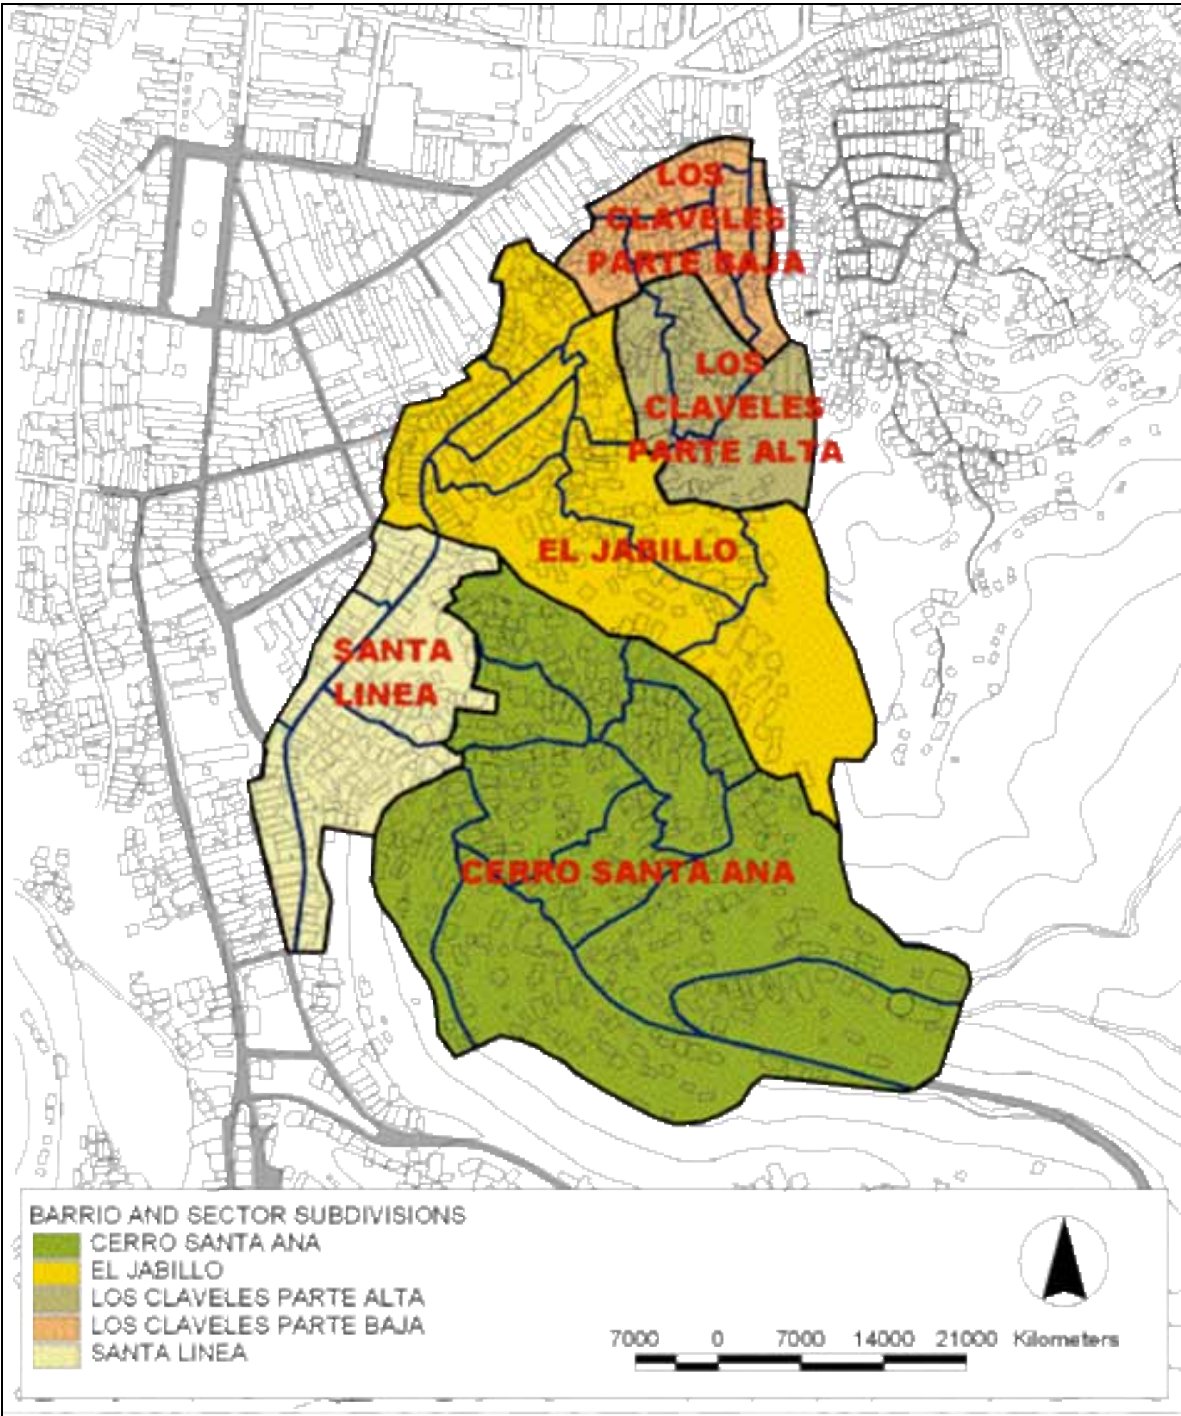 LOS
CLAVELES
PARTE BAJA
LOS
CLAVELES
PARTE ALTA
EL JABILLO
SANTA
LINEA
CERRO SANTA ANA
BARRIO AND SECTOR SUBDIVISIONS
CERRO SANTA ANA
EL JABILLO
LOS CLAVELES PARTE ALTA
LOS CLAVELES PARTE BAJA
SANTA LINEA
7000 0 7000 14000 21000 Kilometers